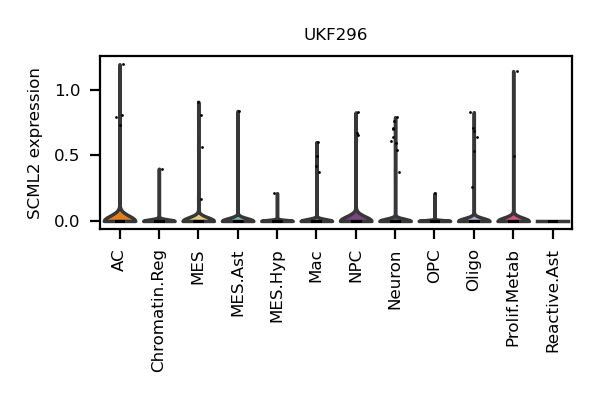 UKF296
SCML2 expression
1.0
0.5
0.0
AC
Chromatin.Reg
MES
MES.Ast
MES.Hyp
Mac
NPC
Neuron
OPC
Oligo
Prolif.Metab
Reactive.Ast